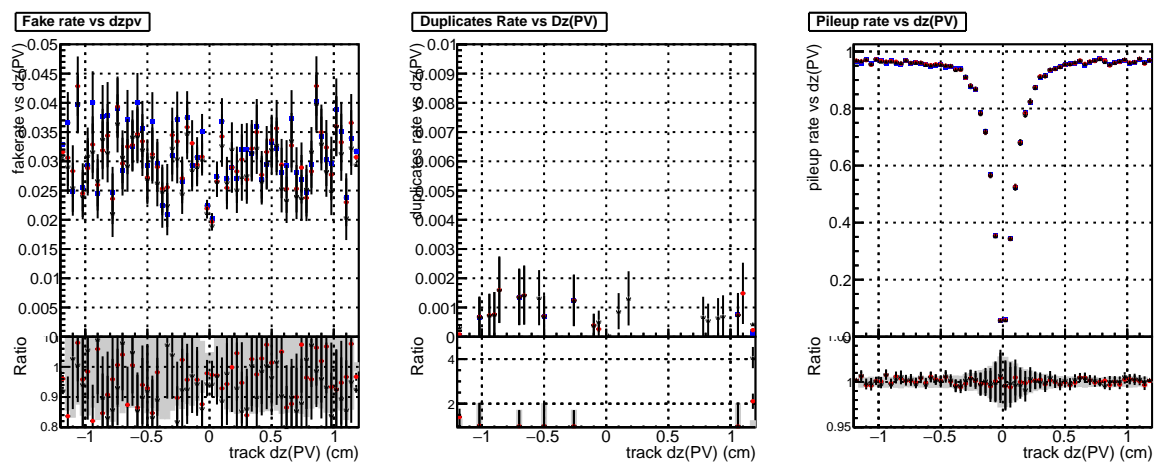 Fake rate vs dzpv
fakerate vs dz(PV)
0.05
0.045
0.04
0.035
0.03
0.025
0.02
0.015
0.01
0.005
Ratio
1
0.9
0.8
−1 −0.5 0 0.5 1
track dz(PV) (cm)
Duplicates Rate vs Dz(PV)
duplicates rate vs dz(PV)
0.01
0.009
0.008
0.007
0.006
0.005
0.004
0.003
0.002
0.001
0
Ratio
4
2
−1 −0.5 0 0.5 1
track dz(PV) (cm)
Pileup rate vs dz(PV)
pileup rate vs dz(PV)
1
0.8
0.6
0.4
0.2
0
Ratio
1
0.95
−1 −0.5 0 0.5 1
track dz(PV) (cm)